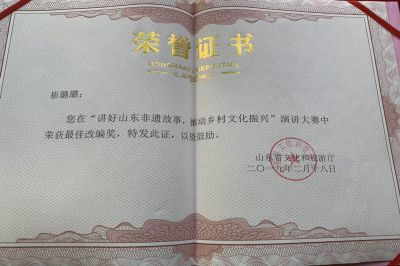 荣誉证书
HONORARY CREDENTIAL
崔璐璐：
您在“讲好山东非遗故事，推动乡村文化振兴”演讲大赛中
荣获最佳改编奖，特发此证，以资鼓励。
山东省文化和旅游厅
二〇一九年二月十八日